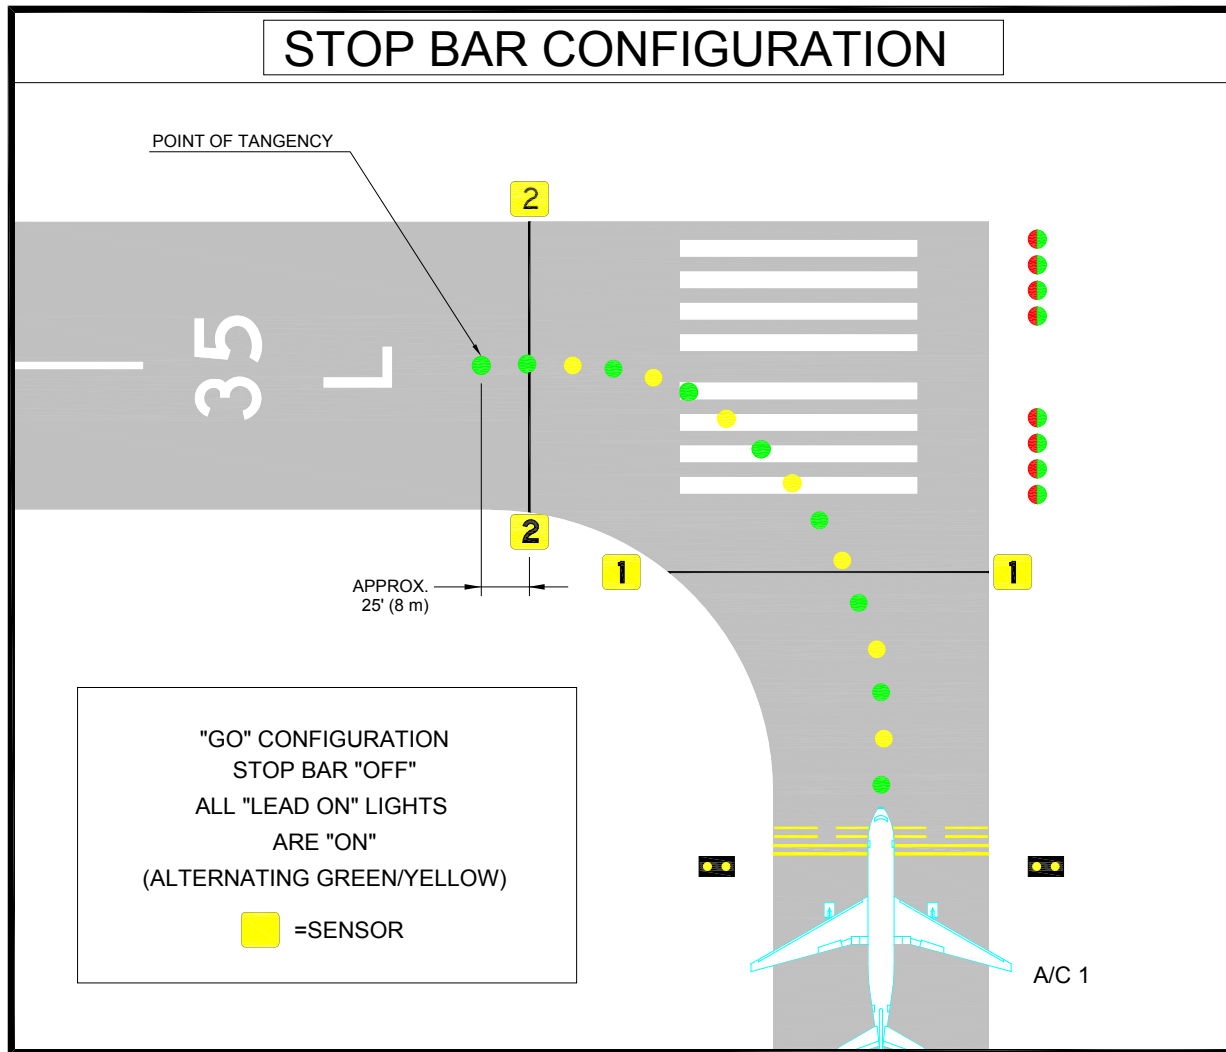 STOP BAR CONFIGURATION
POINT OF TANGENCY
2
35
L
2
1
1
APPROX.
25' (8 m)
"GO" CONFIGURATION
STOP BAR "OFF"
ALL "LEAD ON" LIGHTS
ARE "ON"
(ALTERNATING GREEN/YELLOW)
=SENSOR
A/C 1